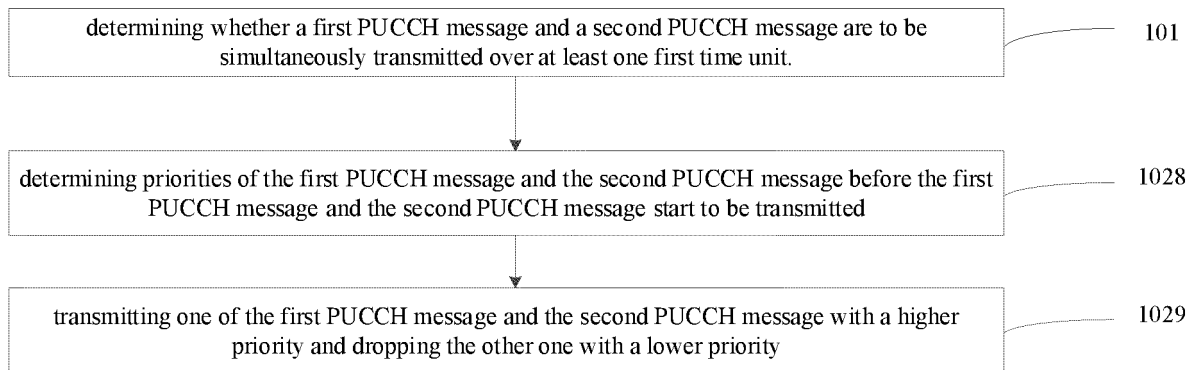 determining whether a first PUCCH message and a second PUCCH message are to be
simultaneously transmitted over at least one first time unit.
101
determining priorities of the first PUCCH message and the second PUCCH message before the first
PUCCH message and the second PUCCH message start to be transmitted
1028
transmitting one of the first PUCCH message and the second PUCCH message with a higher
priority and dropping the other one with a lower priority
1029